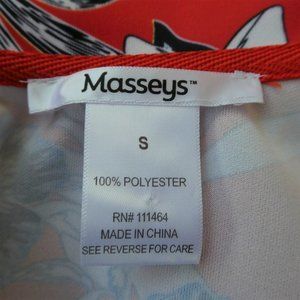 Masseys™
S
100% POLYESTER
RN# 111464
MADE IN CHINA
SEE REVERSE FOR CARE